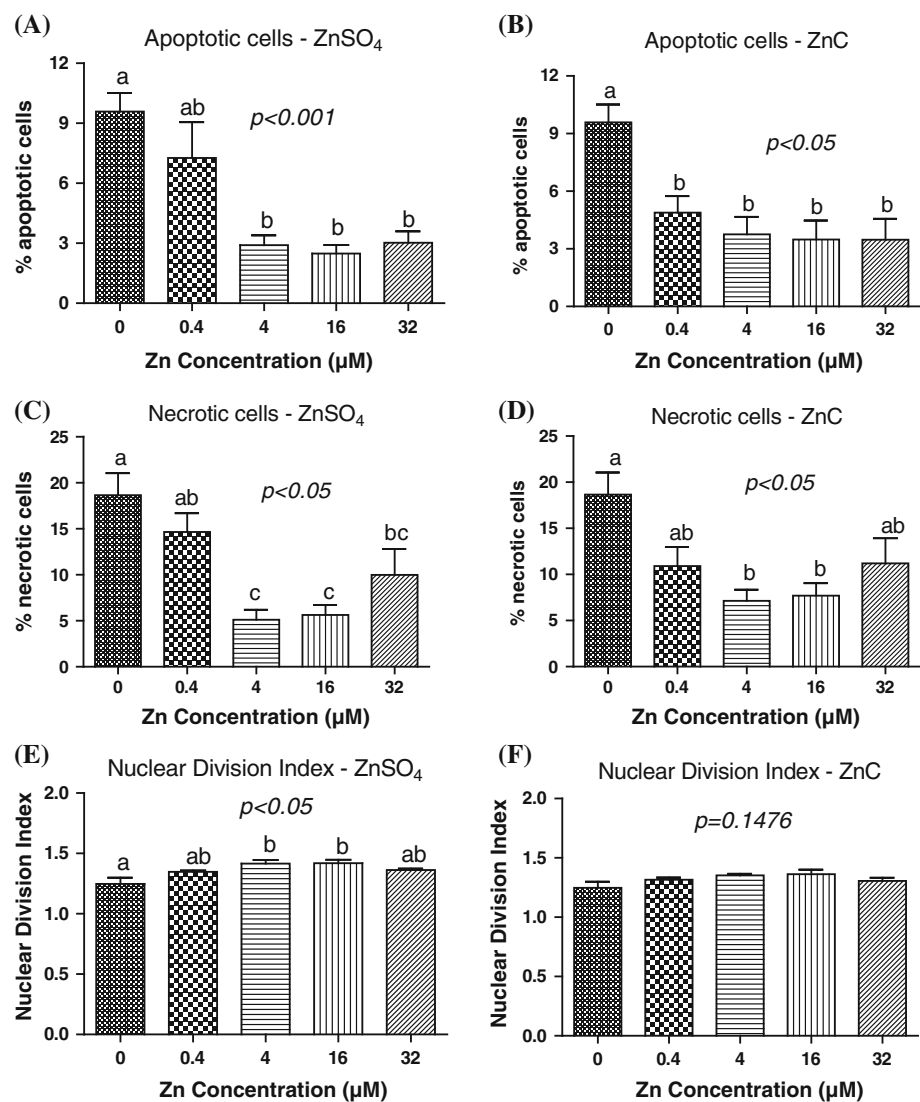 (A)
Apoptotic cells - ZnSO₄
% apoptotic cells
12
9
6
3
0
a
ab
b
b
b
p<0.001
0 0.4 4 16 32
Zn Concentration (µM)
(B)
Apoptotic cells - ZnC
% apoptotic cells
12
9
6
3
0
a
b
b
b
b
p<0.05
0 0.4 4 16 32
Zn Concentration (µM)
(C)
Necrotic cells - ZnSO₄
% necrotic cells
25
20
15
10
5
0
a
ab
c
c
bc
p<0.05
0 0.4 4 16 32
Zn Concentration (µM)
(D)
Necrotic cells - ZnC
% necrotic cells
25
20
15
10
5
0
a
ab
b
b
ab
p<0.05
0 0.4 4 16 32
Zn Concentration (µM)
(E)
Nuclear Division Index - ZnSO₄
Nuclear Division Index
2.0
1.5
1.0
0.5
0.0
a
ab
b
b
ab
p<0.05
0 0.4 4 16 32
Zn Concentration (µM)
(F)
Nuclear Division Index - ZnC
Nuclear Division Index
2.0
1.5
1.0
0.5
0.0
p=0.1476
0 0.4 4 16 32
Zn Concentration (µM)